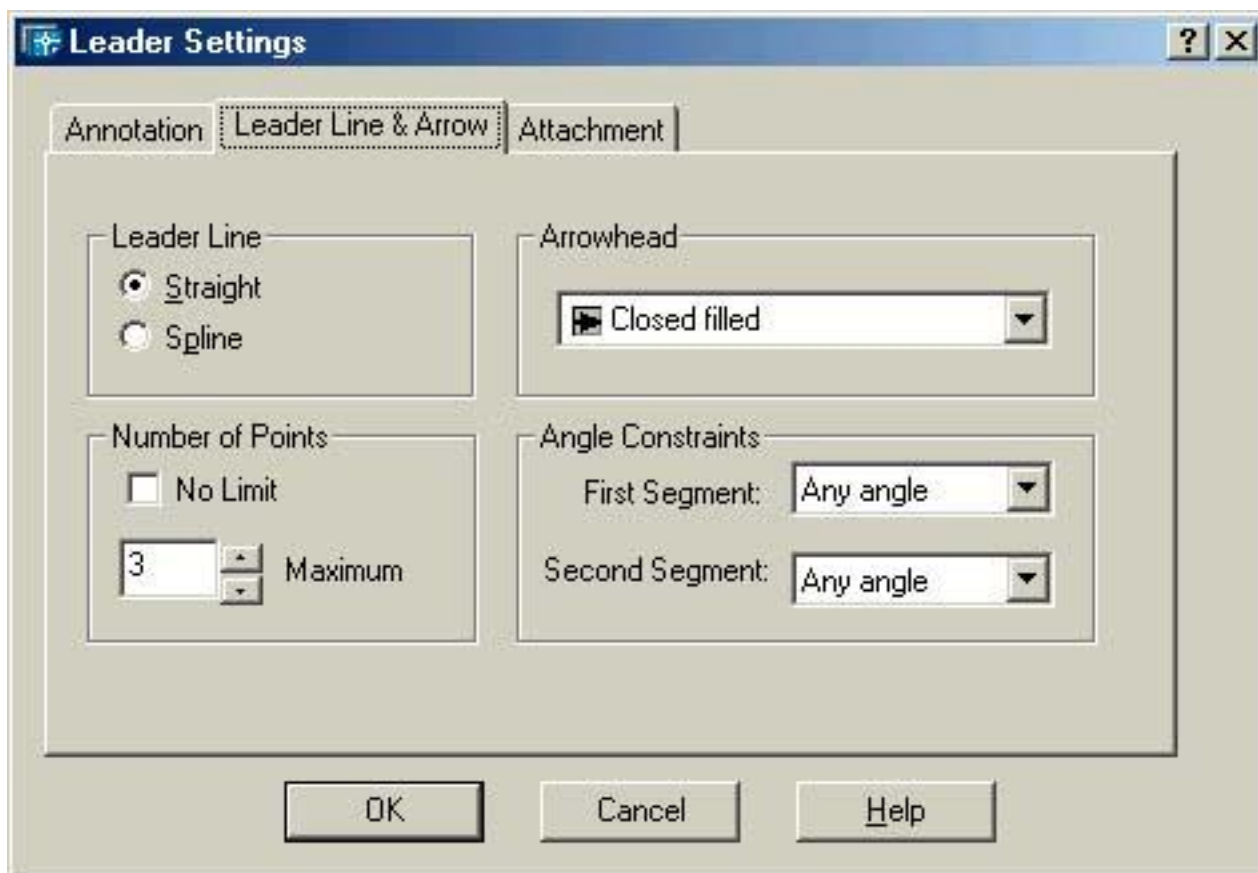 Leader Settings
Annotation
Leader Line & Arrow
Attachment
Leader Line
Straight
Spline
Arrowhead
Closed filled
Number of Points
No Limit
3
Maximum
Angle Constraints
First Segment:
Any angle
Second Segment:
Any angle
OK
Cancel
Help